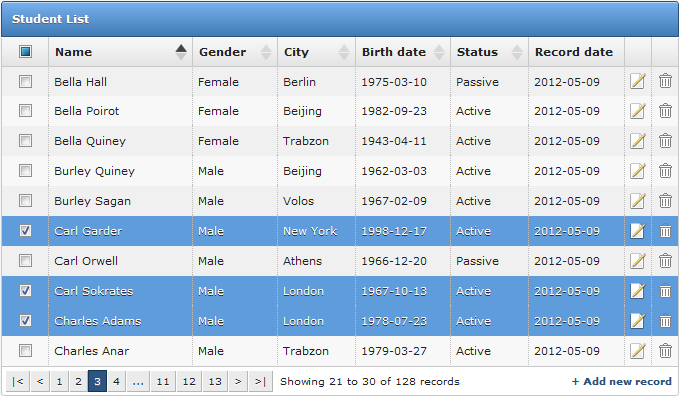 Student List
Name Gender City Birth date Status Record date
Bella Hall Female Berlin 1975-03-10 Passive 2012-05-09
Bella Poirot Female Beijing 1982-09-23 Active 2012-05-09
Bella Quiney Female Trabzon 1943-04-11 Active 2012-05-09
Burley Quiney Male Beijing 1962-03-03 Active 2012-05-09
Burley Sagan Male Volos 1967-02-09 Active 2012-05-09
Carl Garder Male New York 1998-12-17 Active 2012-05-09
Carl Orwell Male Athens 1966-12-20 Passive 2012-05-09
Carl Sokrates Male London 1967-10-13 Active 2012-05-09
Charles Adams Male London 1978-07-23 Active 2012-05-09
Charles Anar Male Trabzon 1979-03-27 Active 2012-05-09
|< < 1 2 3 4 ... 11 12 13 > >| Showing 21 to 30 of 128 records + Add new record